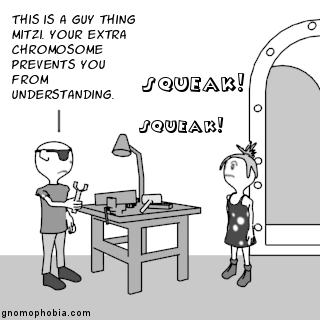 THIS IS A GUY THING
MITZI. YOUR EXTRA
CHROMOSOME
PREVENTS YOU
FROM
UNDERSTANDING.
SQUEAK!
SQUEAK!
gnomophobia.com